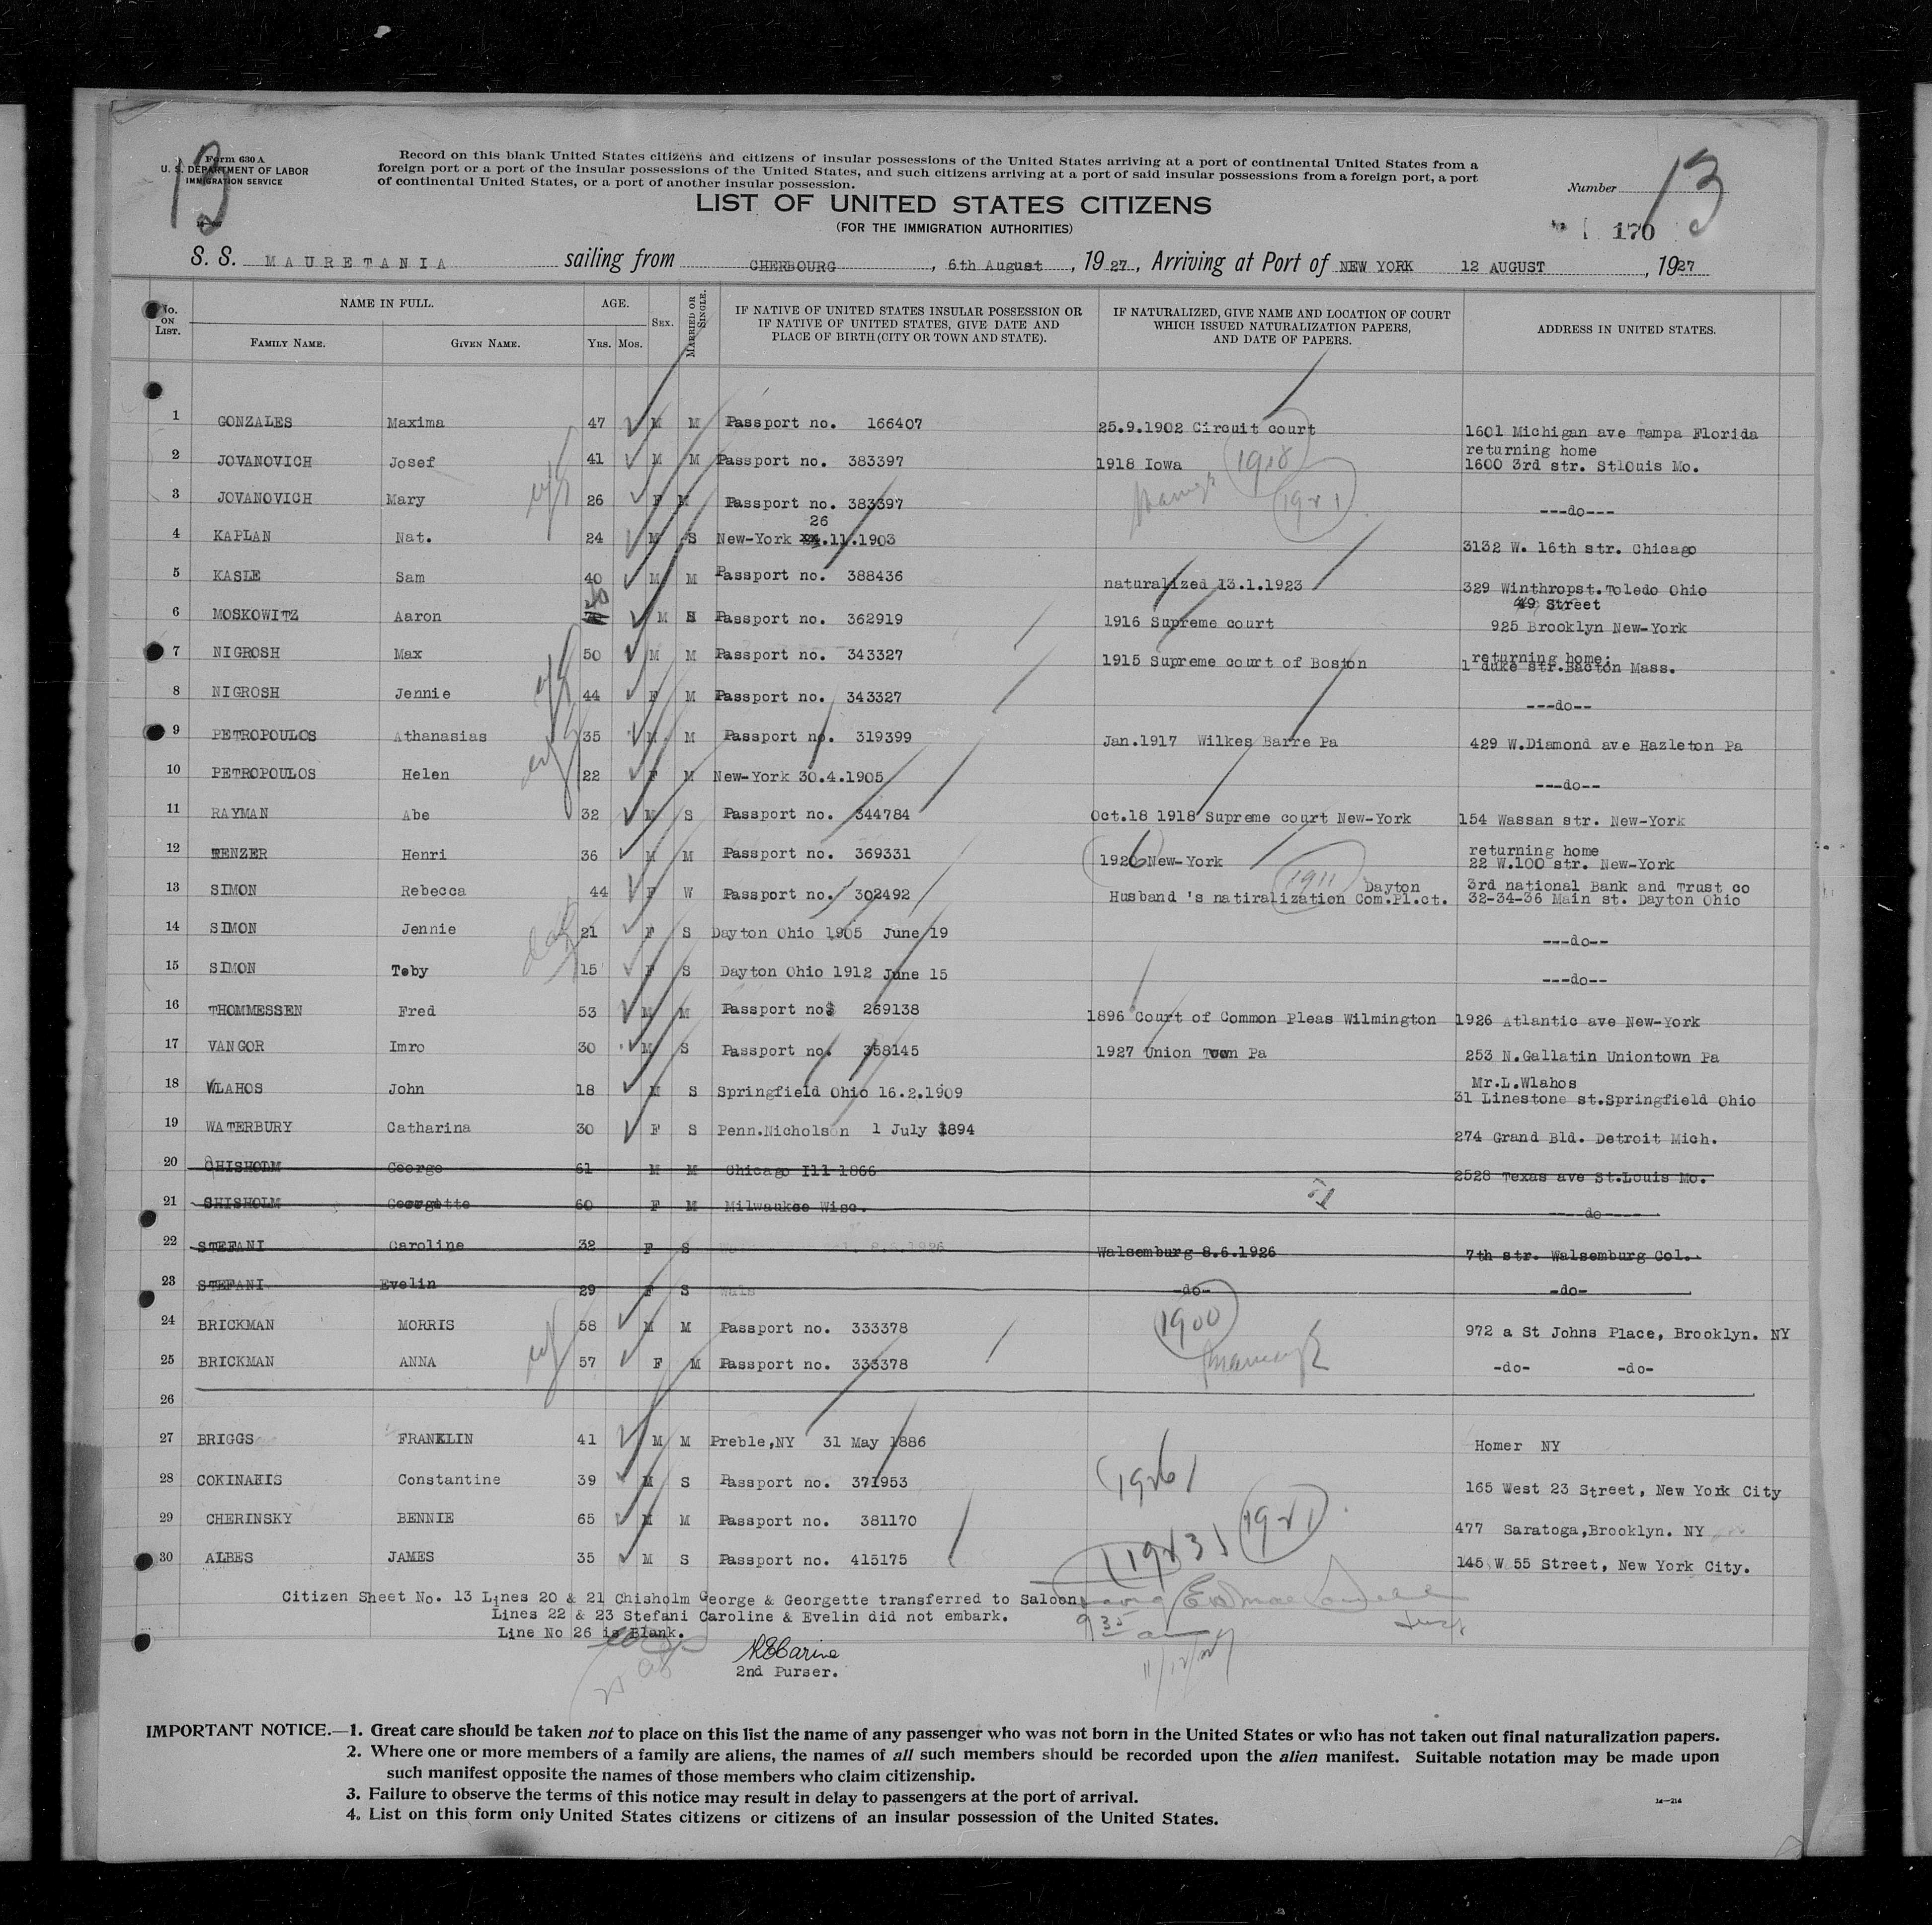 Form 630 A
U. S. DEPARTMENT OF LABOR
IMMIGRATION SERVICE
13
Record on this blank United States citizens and citizens of insular possessions of the United States arriving at a port of continental United States from a
foreign port or a port of the insular possessions of the United States, and such citizens arriving at a port of said insular possessions from a foreign port, a port
of continental United States, or a port of another insular possession.
Number 13
LIST OF UNITED STATES CITIZENS
(FOR THE IMMIGRATION AUTHORITIES)
170
S. S. MAURETANIA sailing from CHERBOURG, 6th August, 1927, Arriving at Port of NEW YORK 12 AUGUST, 1927
No. ON LIST. NAME IN FULL. FAMILY NAME. GIVEN NAME. AGE. Yrs. Mos. SEX. MARRIED OR SINGLE. IF NATIVE OF UNITED STATES INSULAR POSSESSION OR IF NATIVE OF UNITED STATES, GIVE DATE AND PLACE OF BIRTH (CITY OR TOWN AND STATE). IF NATURALIZED, GIVE NAME AND LOCATION OF COURT WHICH ISSUED NATURALIZATION PAPERS, AND DATE OF PAPERS. ADDRESS IN UNITED STATES.
1 GONZALES Maxima 47 M M Passport no. 166407 25.9.1902 Circuit court 1601 Michigan ave Tampa Florida
2 JOVANOVICH Josef 41 M M Passport no. 383397 1918 Iowa 1918 returning home 1600 3rd str. StlOuis Mo.
3 JOVANOVICH Mary 26 F M Passport no. 383397 1921 ---do---
4 KAPLAN Nat. 24 M S New-York 26 .11.1903 3132 W. 16th str. Chicago
5 KASLE Sam 40 M M Passport no. 388436 naturalized 13.1.1923 329 Winthropst.Toledo Ohio
6 MOSKOWITZ Aaron 30 M S Passport no. 362919 1916 Supreme court 49 Street 925 Brooklyn New-York
7 NIGROSH Max 50 M M Passport no. 343327 1915 Supreme court of Boston returning home: 1 duke str.Bacton Mass.
8 NIGROSH Jennie 44 F M Passport no. 343327 ---do--
9 PETROPOULOS Athanasias 35 M. M Passport no. 319399 Jan.1917 Wilkes Barre Pa 429 W.Diamond ave Hazleton Pa
10 PETROPOULOS Helen 22 F M New-York 30.4.1905 ---do--
11 RAYMAN Abe 32 M S Passport no. 344784 Oct.18 1918 Supreme court New-York 154 Wassan str. New-York
12 RENZER Henri 36 M M Passport no. 369331 1926 New-York returning home 22 W.100 str. New-York
13 SIMON Rebecca 44 F W Passport no. 302492 1911 Dayton Husband 's natiralization Com.Pl.ct. 3rd national Bank and Trust co 32-34-36 Main st. Dayton Ohio
14 SIMON Jennie 21 F S Dayton Ohio 1905 June 19 ---do--
15 SIMON Toby 15 F S Dayton Ohio 1912 June 15 ---do--
16 THOMMESSEN Fred 53 M M Passport no. 269138 1896 Court of Common Pleas Wilmington 1926 Atlantic ave New-York
17 VANGOR Imro 30 M S Passport no. 358145 1927 Union Town Pa 253 N.Gallatin Uniontown Pa
18 WLAHOS John 18 M S Springfield Ohio 16.2.1909 Mr.L.Wlahos 31 Linestone st.Springfield Ohio
19 WATERBURY Catharina 30 F S Penn.Nicholson 1 July 1894 274 Grand Bld. Detroit Mich.
20 CHISHOLM George 61 M M Chicago Ill 1866 2528 Texas ave St.Louis Mo.
21 CHISHOLM Georgette 60 F M Milwaukee Wisc. ----do----
22 STEFANI Caroline 32 F S Walsemburg 8.6.1926 7th str. Walsemburg Col.
23 STEFANI Evelin 29 F S -do- -do-
24 BRICKMAN MORRIS 58 M M Passport no. 333378 1900 972 a St Johns Place, Brooklyn. NY
25 BRICKMAN ANNA 57 F M Passport no. 333378 marriage -do- -do-
26
27 BRIGGS FRANKLIN 41 M M Preble,NY 31 May 1886 Homer NY
28 COKINAKIS Constantine 39 M S Passport no. 371953 1926 165 West 23 Street, New York City
29 CHERINSKY BENNIE 65 M M Passport no. 381170 1921 477 Saratoga,Brooklyn. NY
30 ALBES JAMES 35 M S Passport no. 415175 1923 145 W 55 Street, New York City.
Citizen Sheet No. 13 Lines 20 & 21 Chisholm George & Georgette transferred to Saloon.
Lines 22 & 23 Stefani Caroline & Evelin did not embark.
Line No 26 is Blank.
9 35 am
2nd Purser.
IMPORTANT NOTICE.—1. Great care should be taken not to place on this list the name of any passenger who was not born in the United States or who has not taken out final naturalization papers.
2. Where one or more members of a family are aliens, the names of all such members should be recorded upon the alien manifest. Suitable notation may be made upon
such manifest opposite the names of those members who claim citizenship.
3. Failure to observe the terms of this notice may result in delay to passengers at the port of arrival.
4. List on this form only United States citizens or citizens of an insular possession of the United States.
14—214